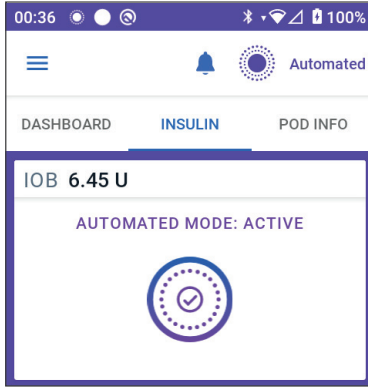 00:36 100%
Automated
DASHBOARD INSULIN POD INFO
IOB 6.45 U
AUTOMATED MODE: ACTIVE